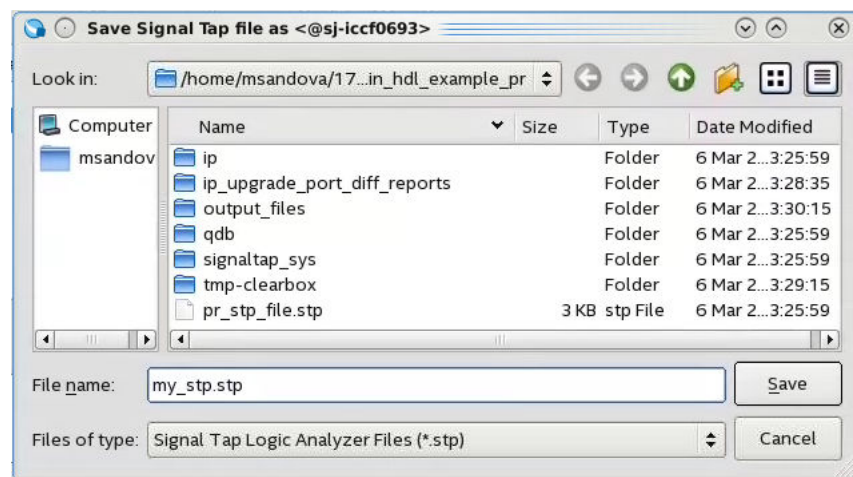 Save Signal Tap file as <@sj-iccf0693>
Look in: /home/msandova/17...in_hdl_example_pr
Computer
msandov
Name Size Type Date Modified
ip Folder 6 Mar 2...3:25:59
ip_upgrade_port_diff_reports Folder 6 Mar 2...3:28:35
output_files Folder 6 Mar 2...3:30:15
qdb Folder 6 Mar 2...3:25:59
signaltap_sys Folder 6 Mar 2...3:25:59
tmp-clearbox Folder 6 Mar 2...3:29:15
pr_stp_file.stp 3 KB stp File 6 Mar 2...3:25:59
File name: my_stp.stp Save
Files of type: Signal Tap Logic Analyzer Files (*.stp) Cancel